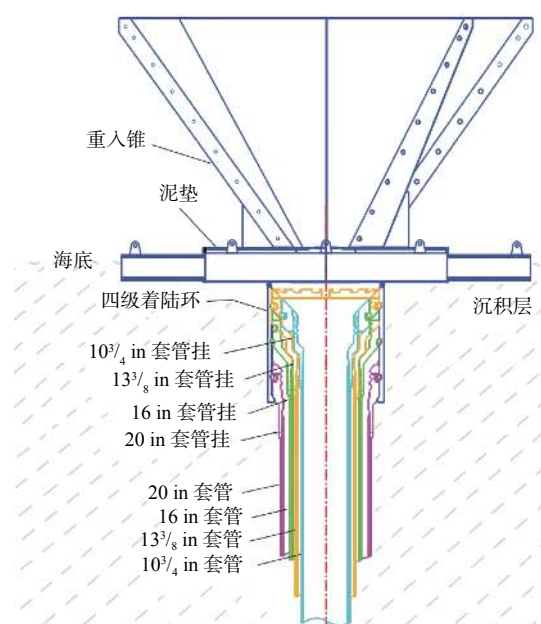 重入锥
泥垫
海底
四级着陆环
沉积层
10³/₄ in 套管挂
13³/₈ in 套管挂
16 in 套管挂
20 in 套管挂
20 in 套管
16 in 套管
13³/₈ in 套管
10³/₄ in 套管